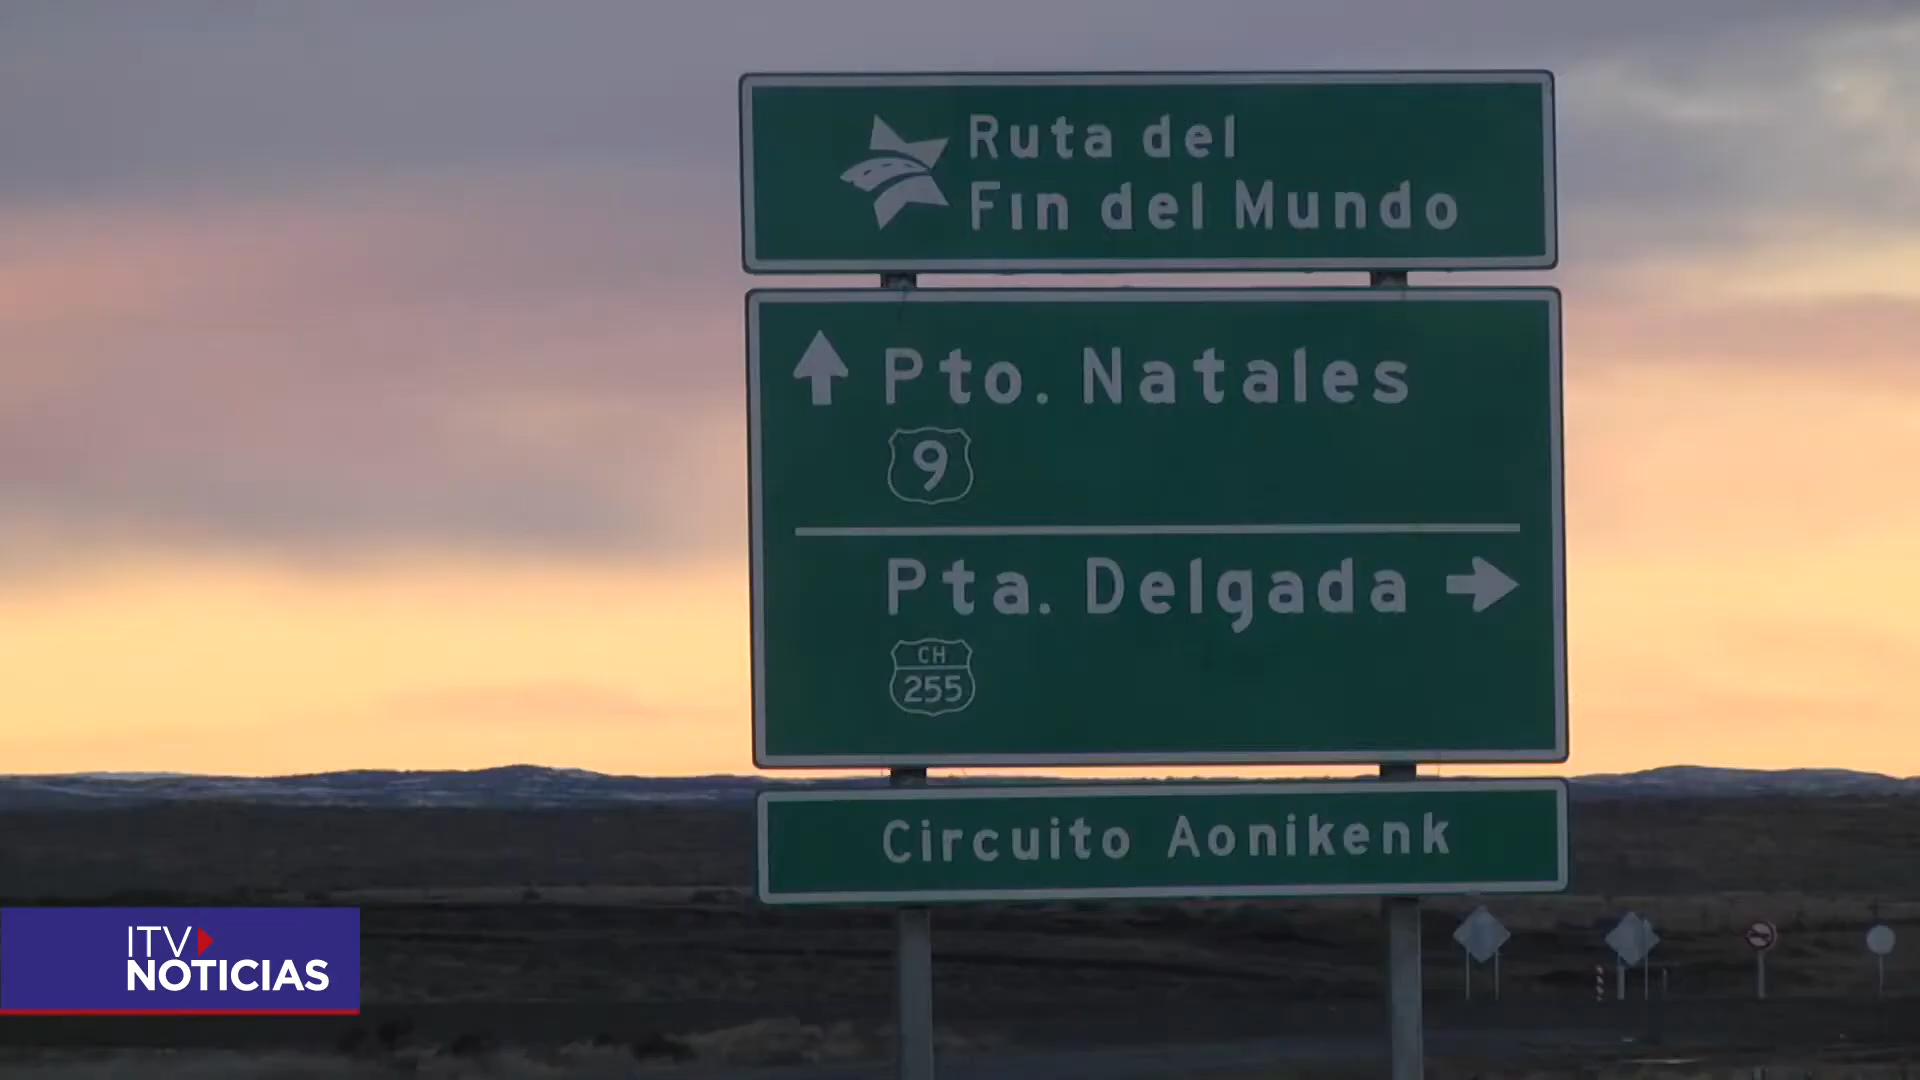 Ruta del
Fin del Mundo
Pto. Natales
9
Pta. Delgada
CH
255
Circuito Aonikenk
ITV
NOTICIAS